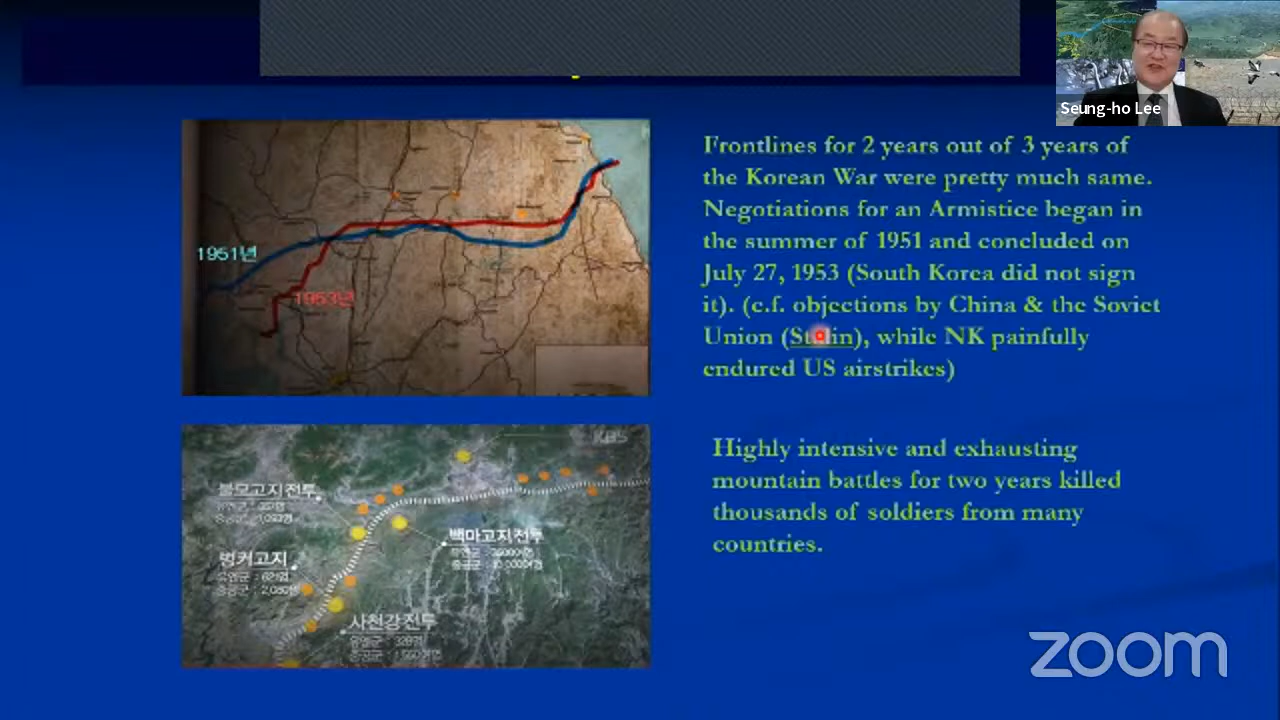 Seung-ho Lee
1951년
1953년
Frontlines for 2 years out of 3 years of
the Korean War were pretty much same.
Negotiations for an Armistice began in
the summer of 1951 and concluded on
July 27, 1953 (South Korea did not sign
it). (c.f. objections by China & the Soviet
Union (Stalin), while NK painfully
endured US airstrikes)
KBS
불모고지전투
벙커고지
백마고지전투
사천강전투
Highly intensive and exhausting
mountain battles for two years killed
thousands of soldiers from many
countries.
zoom